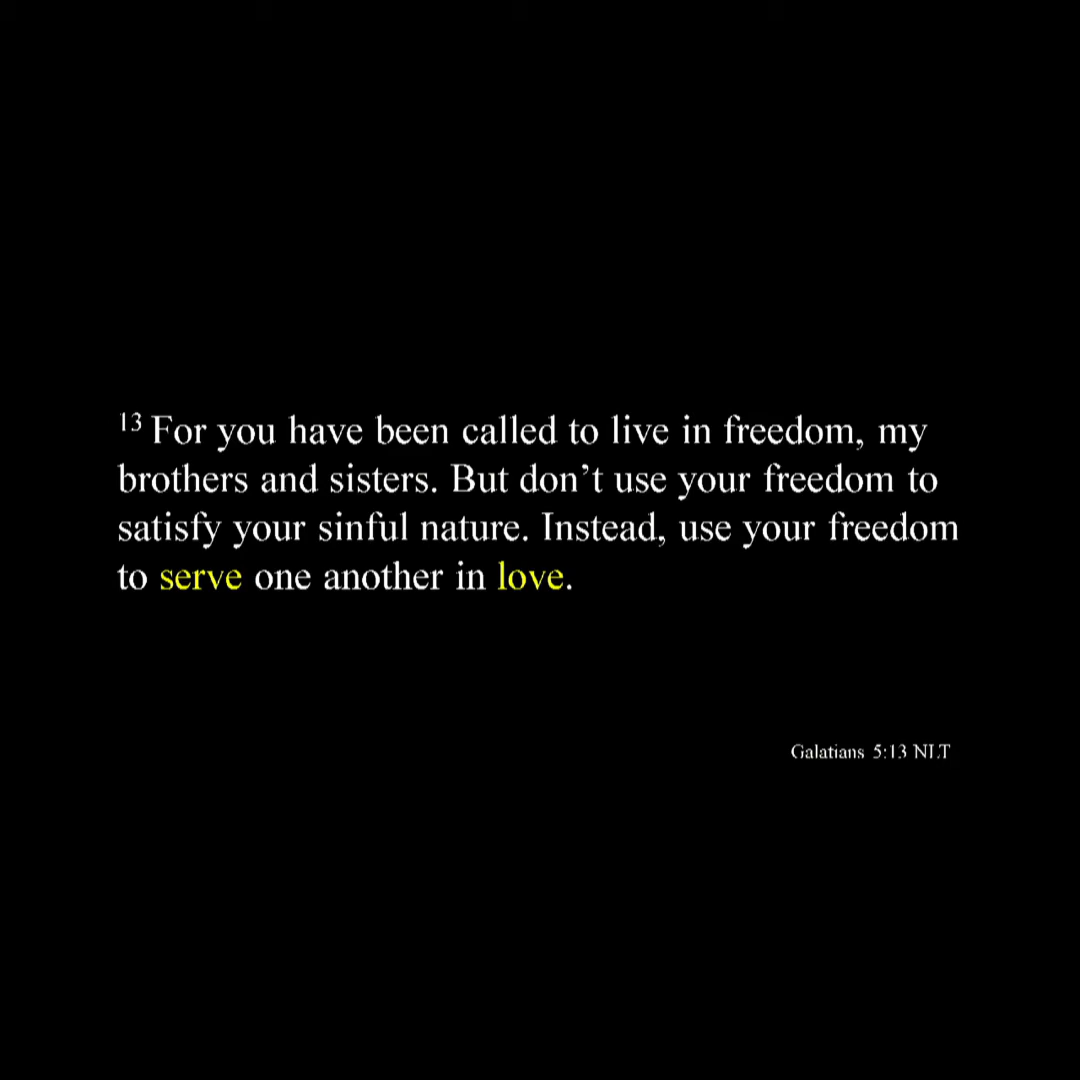 13 For you have been called to live in freedom, my
brothers and sisters. But don’t use your freedom to
satisfy your sinful nature. Instead, use your freedom
to serve one another in love.
Galatians 5:13 NLT